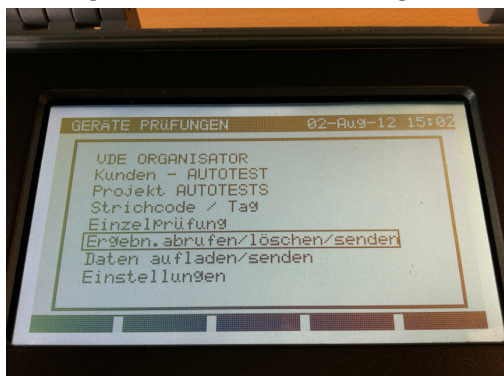 GERÄTE PRüFUNGEN 02-Aug-12 15:02
VDE ORGANISATOR
Kunden - AUTOTEST
Projekt AUTOTESTS
Strichcode / Tag
Einzelprüfung
Ergebn.abrufen/löschen/senden
Daten aufladen/senden
Einstellungen